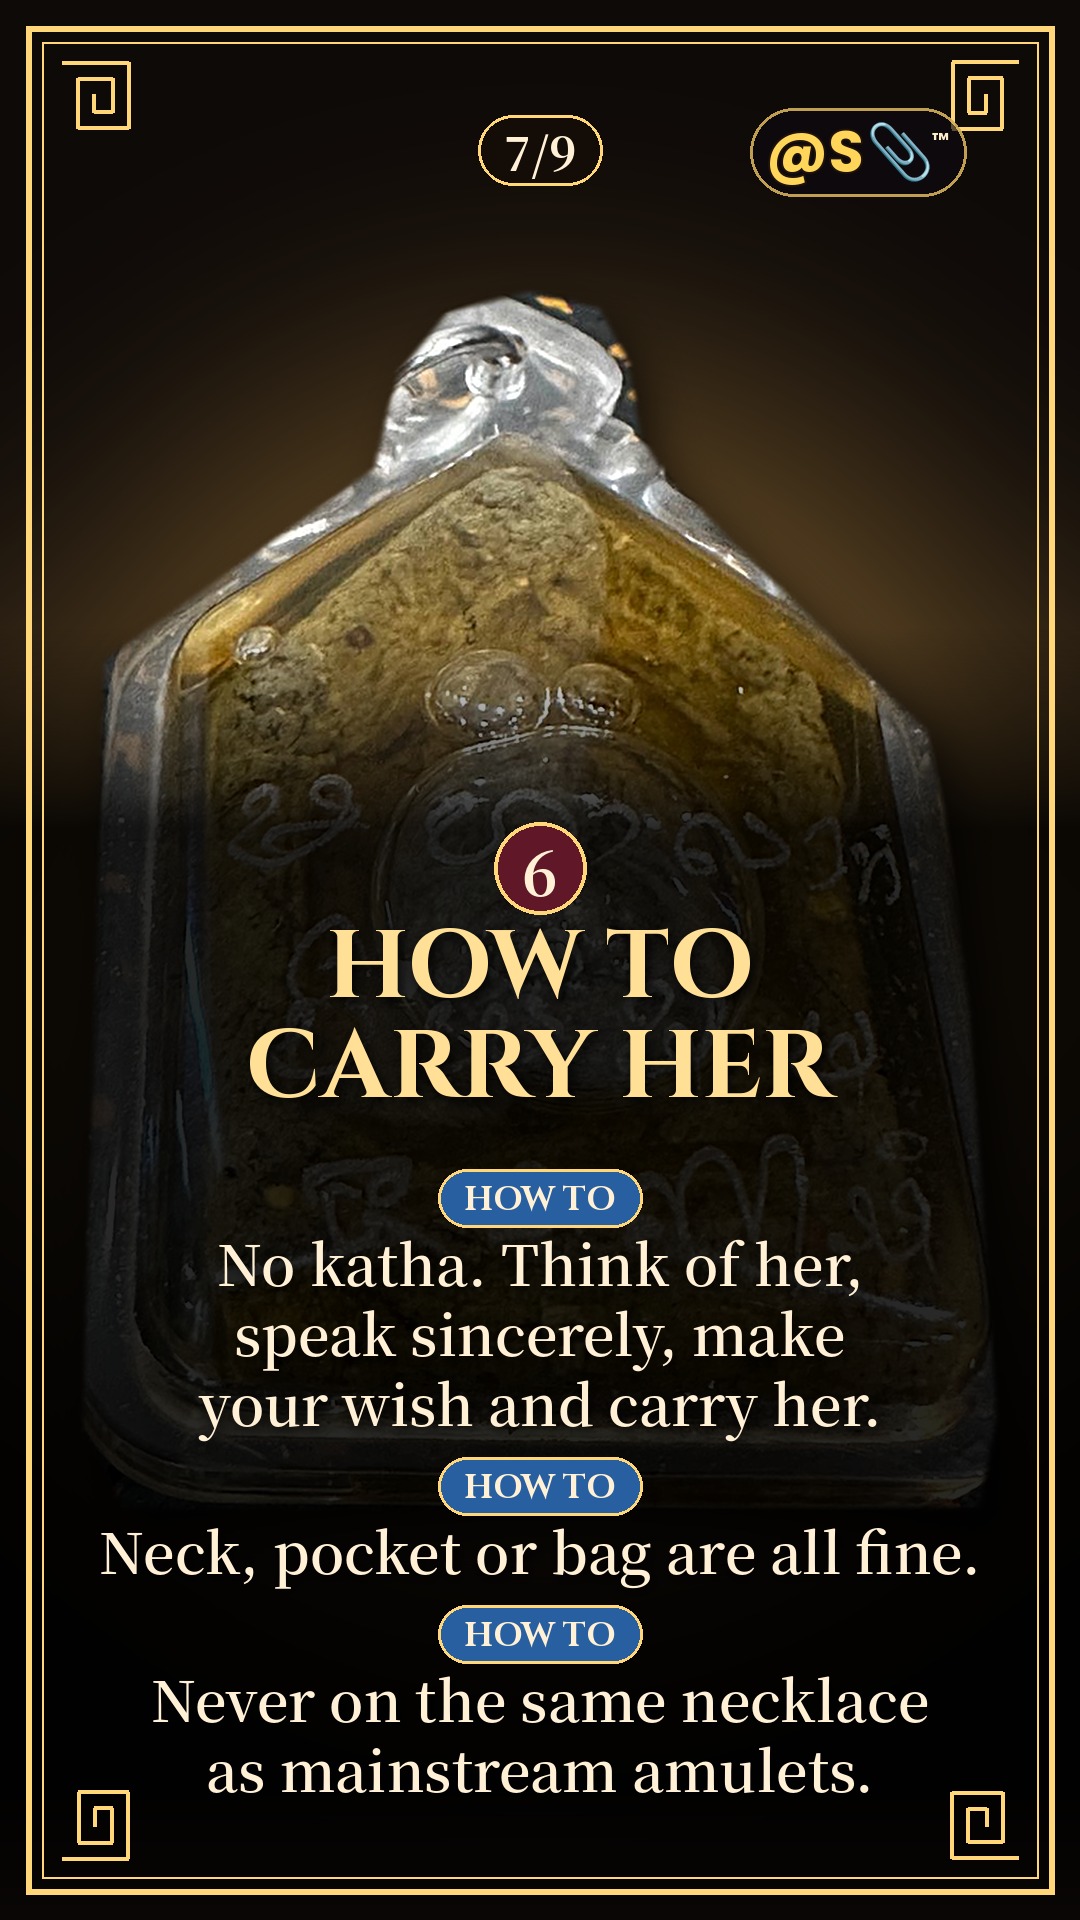 7/9
@S📎™
6
HOW TO
CARRY HER
HOW TO
No katha. Think of her,
speak sincerely, make
your wish and carry her.
HOW TO
Neck, pocket or bag are all fine.
HOW TO
Never on the same necklace
as mainstream amulets.